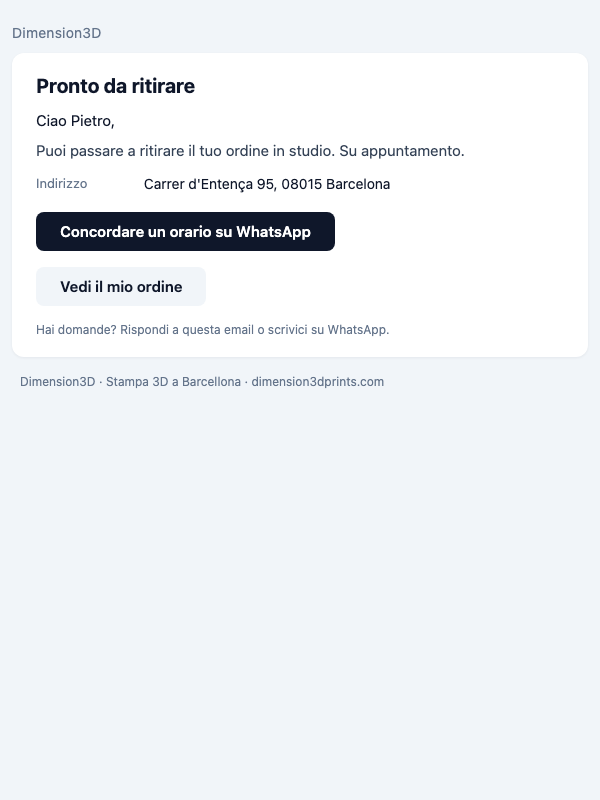 Dimension3D
Pronto da ritirare
Ciao Pietro,
Puoi passare a ritirare il tuo ordine in studio. Su appuntamento.
Indirizzo Carrer d'Entença 95, 08015 Barcelona
Concordare un orario su WhatsApp
Vedi il mio ordine
Hai domande? Rispondi a questa email o scrivici su WhatsApp.
Dimension3D · Stampa 3D a Barcellona · dimension3dprints.com